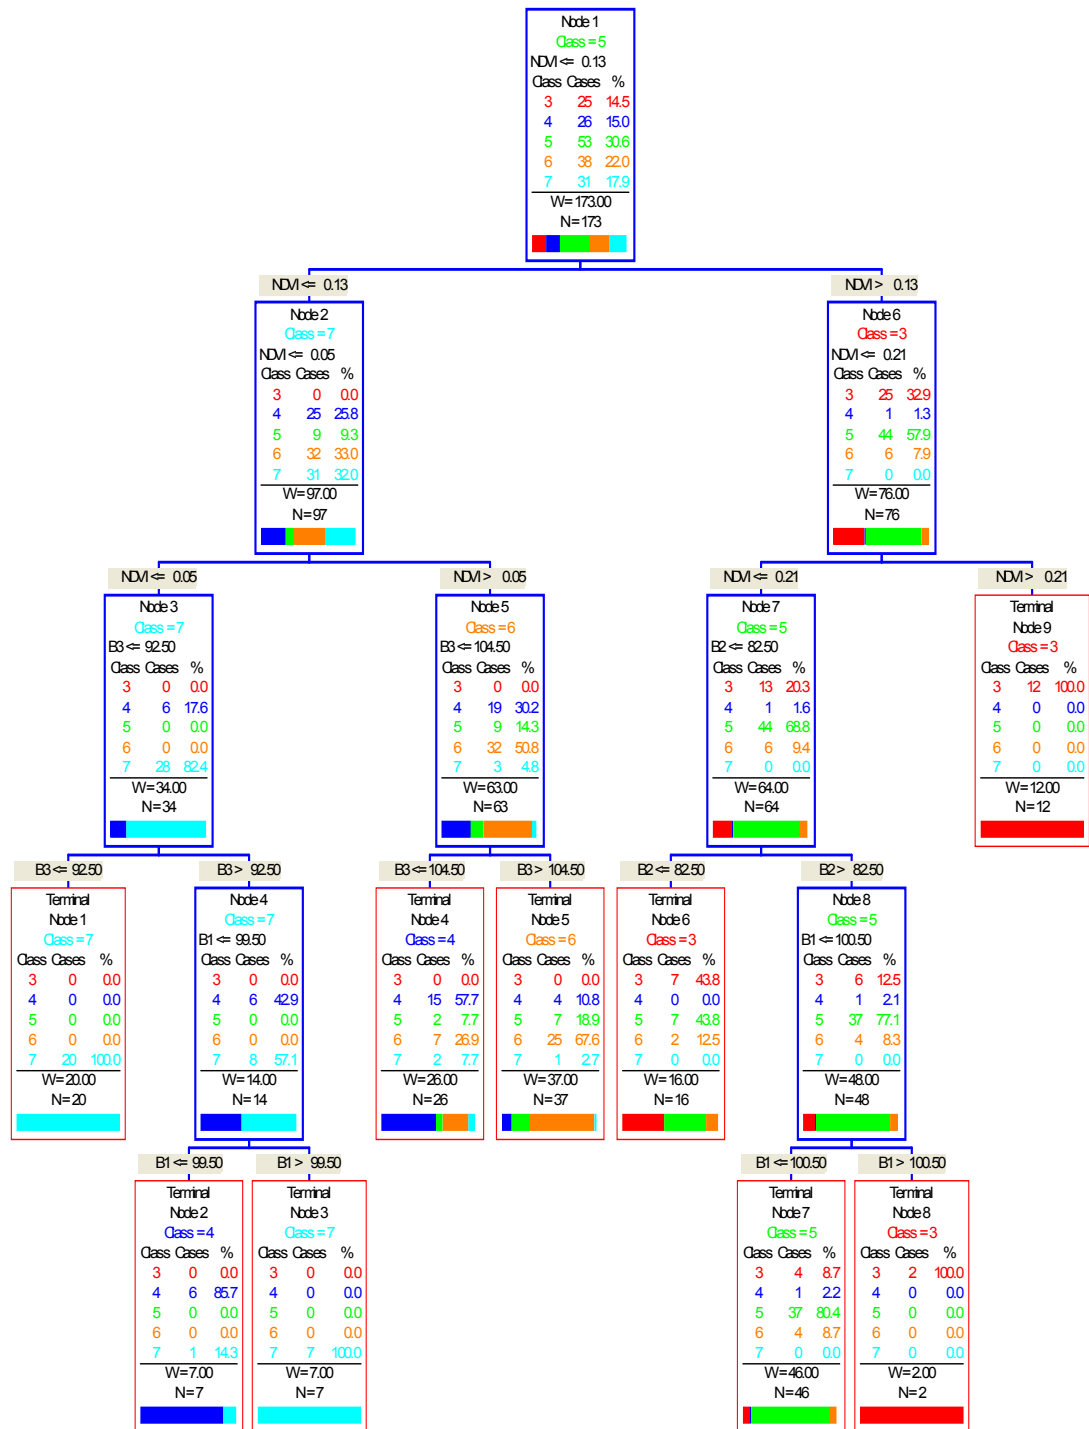 Node 1
Class = 5
NDVI <= 0.13
Class Cases %
3 25 14.5
4 26 15.0
5 53 30.6
6 38 22.0
7 31 17.9
W = 173.00
N = 173
NDVI <= 0.13
NDVI > 0.13
Node 2
Class = 7
NDVI <= 0.05
Class Cases %
3 0 0.0
4 25 25.8
5 9 9.3
6 32 33.0
7 31 32.0
W = 97.00
N = 97
Node 6
Class = 3
NDVI <= 0.21
Class Cases %
3 25 32.9
4 1 1.3
5 44 57.9
6 6 7.9
7 0 0.0
W = 76.00
N = 76
NDVI <= 0.05
NDVI > 0.05
NDVI <= 0.21
NDVI > 0.21
Node 3
Class = 7
B3 <= 92.50
Class Cases %
3 0 0.0
4 6 17.6
5 0 0.0
6 0 0.0
7 28 82.4
W = 34.00
N = 34
Node 5
Class = 6
B3 <= 104.50
Class Cases %
3 0 0.0
4 19 30.2
5 9 14.3
6 32 50.8
7 3 4.8
W = 63.00
N = 63
Node 7
Class = 5
B2 <= 82.50
Class Cases %
3 13 20.3
4 1 1.6
5 44 68.8
6 6 9.4
7 0 0.0
W = 64.00
N = 64
Terminal
Node 9
Class = 3
Class Cases %
3 12 100.0
4 0 0.0
5 0 0.0
6 0 0.0
7 0 0.0
W = 12.00
N = 12
B3 <= 92.50
B3 > 92.50
B3 <= 104.50
B3 > 104.50
B2 <= 82.50
B2 > 82.50
Terminal
Node 1
Class = 7
Class Cases %
3 0 0.0
4 0 0.0
5 0 0.0
6 0 0.0
7 20 100.0
W = 20.00
N = 20
Node 4
Class = 7
B1 <= 99.50
Class Cases %
3 0 0.0
4 6 42.9
5 0 0.0
6 0 0.0
7 8 57.1
W = 14.00
N = 14
Terminal
Node 4
Class = 4
Class Cases %
3 0 0.0
4 15 57.7
5 2 7.7
6 7 26.9
7 2 7.7
W = 26.00
N = 26
Terminal
Node 5
Class = 6
Class Cases %
3 0 0.0
4 4 10.8
5 7 18.9
6 25 67.6
7 1 2.7
W = 37.00
N = 37
Terminal
Node 6
Class = 3
Class Cases %
3 7 43.8
4 0 0.0
5 7 43.8
6 2 12.5
7 0 0.0
W = 16.00
N = 16
Node 8
Class = 5
B1 <= 100.50
Class Cases %
3 6 12.5
4 1 2.1
5 37 77.1
6 4 8.3
7 0 0.0
W = 48.00
N = 48
B1 <= 99.50
B1 > 99.50
B1 <= 100.50
B1 > 100.50
Terminal
Node 2
Class = 4
Class Cases %
3 0 0.0
4 6 85.7
5 0 0.0
6 0 0.0
7 1 14.3
W = 7.00
N = 7
Terminal
Node 3
Class = 7
Class Cases %
3 0 0.0
4 0 0.0
5 0 0.0
6 0 0.0
7 7 100.0
W = 7.00
N = 7
Terminal
Node 7
Class = 5
Class Cases %
3 4 8.7
4 1 2.2
5 37 80.4
6 4 8.7
7 0 0.0
W = 46.00
N = 46
Terminal
Node 8
Class = 3
Class Cases %
3 2 100.0
4 0 0.0
5 0 0.0
6 0 0.0
7 0 0.0
W = 2.00
N = 2